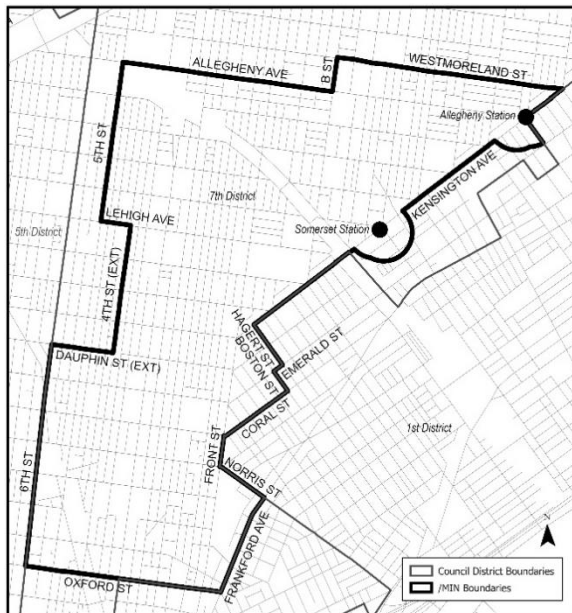 WESTMORELAND ST
B ST
ALLEGHENY AVE
Allegheny Station
5TH ST
KENSINGTON AVE
7th District
LEHIGH AVE
5th District
Somerset Station
4TH ST (EXT)
HAGERT ST
BOSTON ST
EMERALD ST
DAUPHIN ST (EXT)
CORAL ST
1st District
FRONT ST
NORRIS ST
6TH ST
FRANKFORD AVE
OXFORD ST
Council District Boundaries
/MIN Boundaries